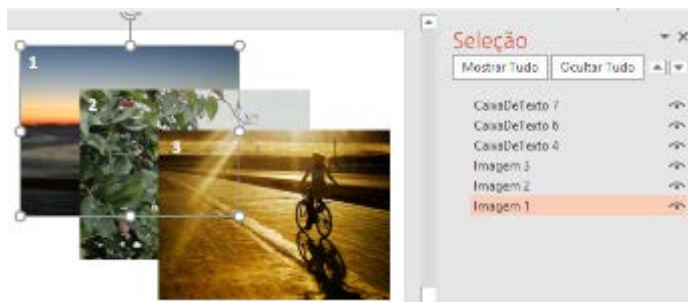 1
2
3
Seleção
Mostrar Tudo
Ocultar Tudo
CaixaDeTexto 7
CaixaDeTexto 6
CaixaDeTexto 4
Imagem 3
Imagem 2
Imagem 1